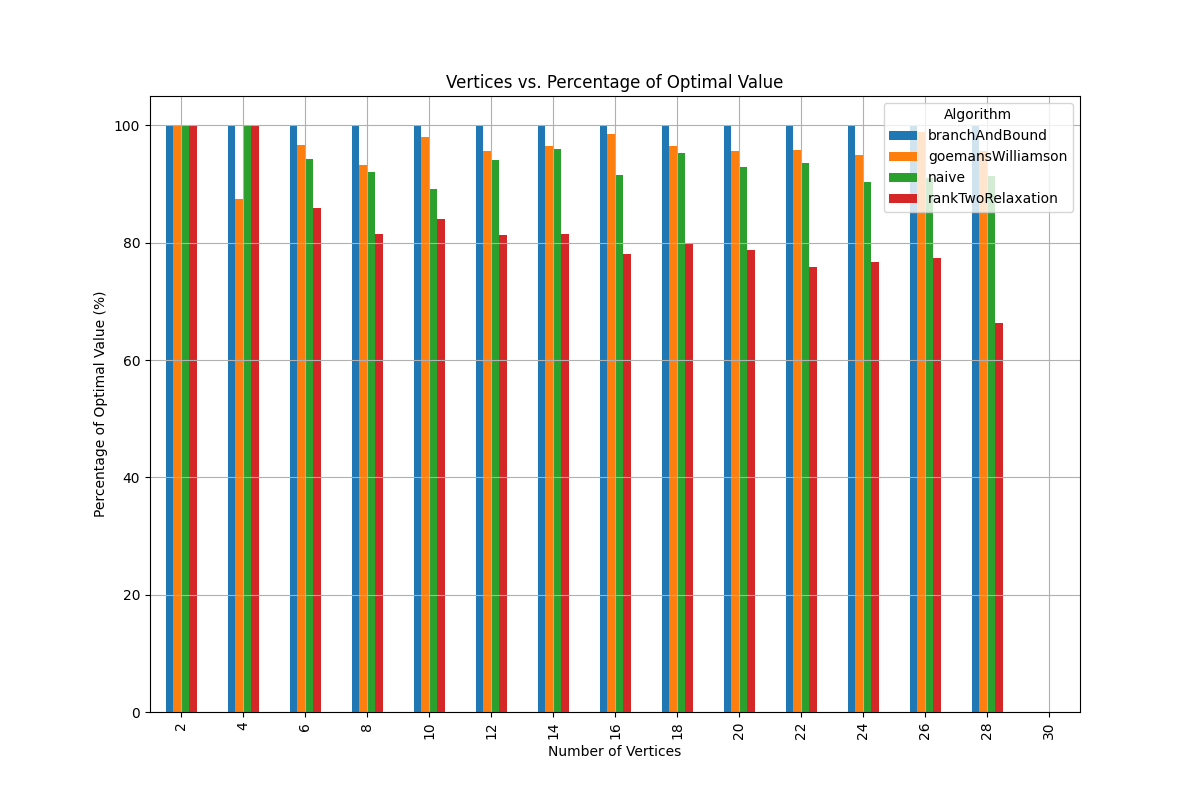 Vertices vs. Percentage of Optimal Value
Percentage of Optimal Value (%)
100
80
60
40
20
0
Algorithm
branchAndBound
goemansWilliamson
naive
rankTwoRelaxation
2 4 6 8 10 12 14 16 18 20 22 24 26 28 30
Number of Vertices